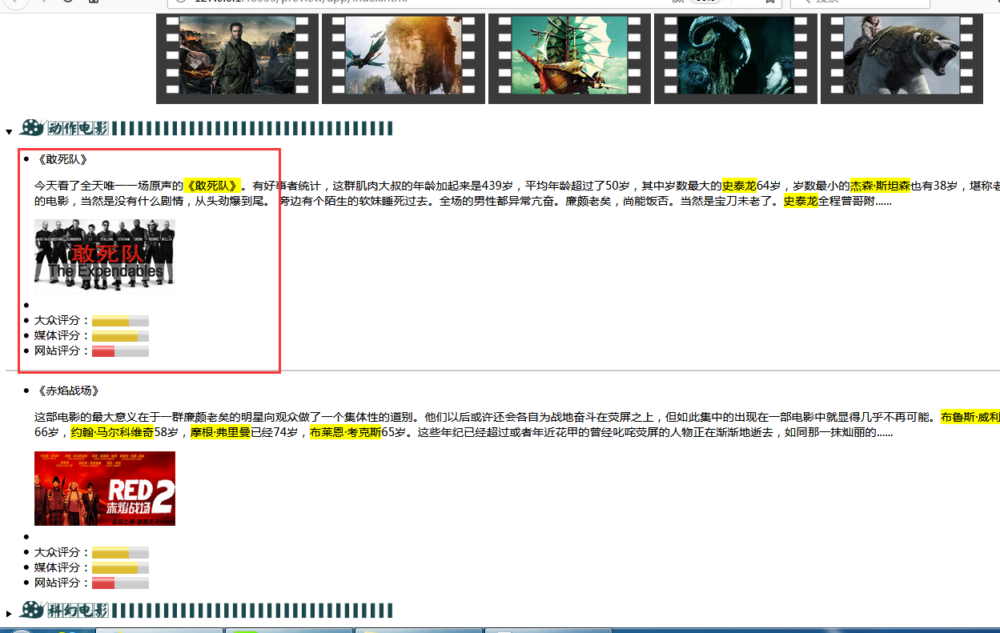 搜索
动作电影
《敢死队》
今天看了全天唯一一场原声的《敢死队》。有好事者统计，这群肌肉大叔的年龄加起来是439岁，平均年龄超过了50岁，其中岁数最大的史泰龙64岁，岁数最小的杰森·斯坦森也有38岁，堪称老
的电影，当然是没有什么剧情，从头劲爆到尾。 旁边有个陌生的软妹睡死过去。全场的男性都异常亢奋。廉颇老矣，尚能饭否。当然是宝刀未老了。史泰龙全程曾哥附......
敢死队
The Expendables
大众评分：
媒体评分：
网站评分：
《赤焰战场》
这部电影的最大意义在于一群廉颇老矣的明星向观众做了一个集体性的道别。他们以后或许还会各自为战地奋斗在荧屏之上，但如此集中的出现在一部电影中就显得几乎不再可能。布鲁斯·威利
66岁，约翰·马尔科维奇58岁，摩根·弗里曼已经74岁，布莱恩·考克斯65岁。这些年纪已经超过或者年近花甲的曾经叱咤荧屏的人物正在渐渐地逝去，如同那一抹灿丽的......
RED 2
赤焰战场
大众评分：
媒体评分：
网站评分：
科幻电影